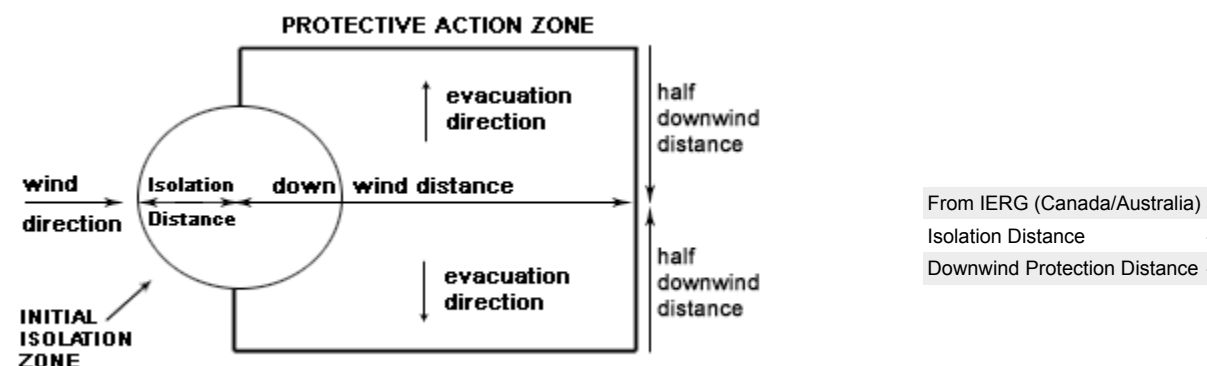 PROTECTIVE ACTION ZONE
evacuation
direction
half
downwind
distance
wind
direction
Isolation
Distance
down wind distance
evacuation
direction
half
downwind
distance
INITIAL
ISOLATION
ZONE
From IERG (Canada/Australia)
Isolation Distance -
Downwind Protection Distance -